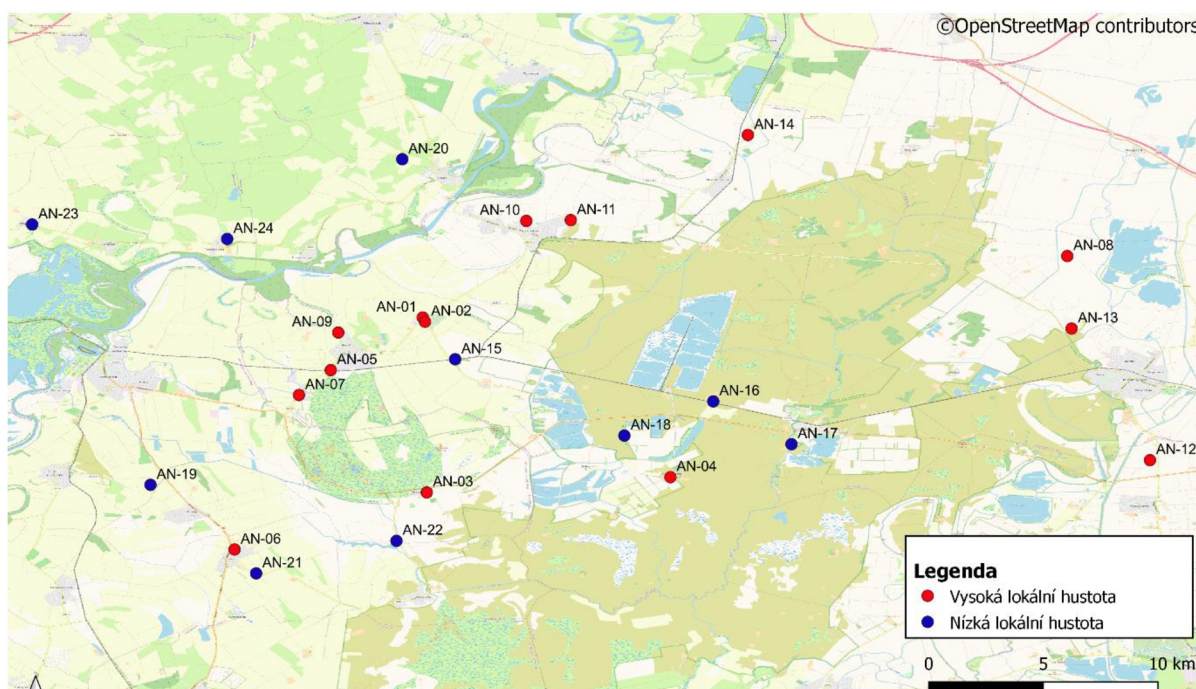 ©OpenStreetMap contributors
AN-14
AN-20
AN-23
AN-24
AN-10
AN-11
AN-08
AN-01
AN-02
AN-09
AN-13
AN-15
AN-05
AN-07
AN-16
AN-18
AN-17
AN-04
AN-12
AN-19
AN-03
AN-22
AN-06
AN-21
Legenda
Vysoká lokální hustota
Nízká lokální hustota
0 5 10 km